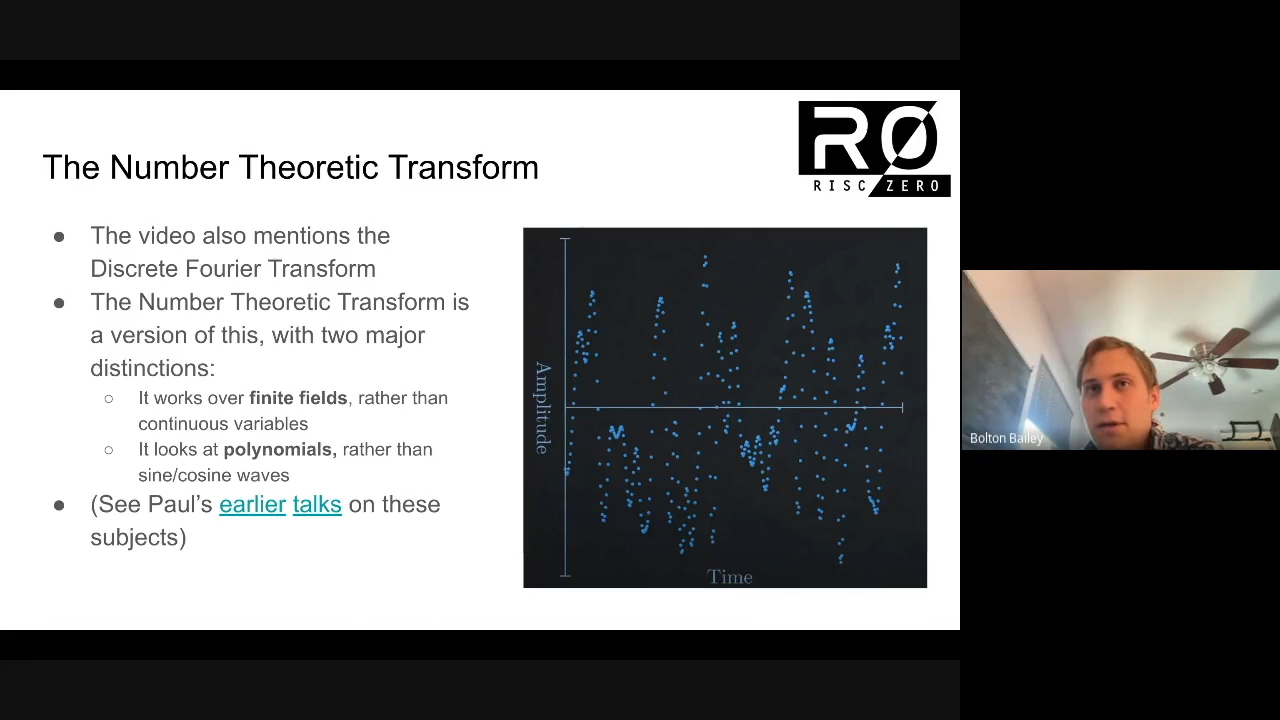 The Number Theoretic Transform
RØ
RISC ZERO
● The video also mentions the
Discrete Fourier Transform
● The Number Theoretic Transform is
a version of this, with two major
distinctions:
○ It works over finite fields, rather than
continuous variables
○ It looks at polynomials, rather than
sine/cosine waves
● (See Paul’s earlier talks on these
subjects)
Amplitude
Time
Bolton Bailey